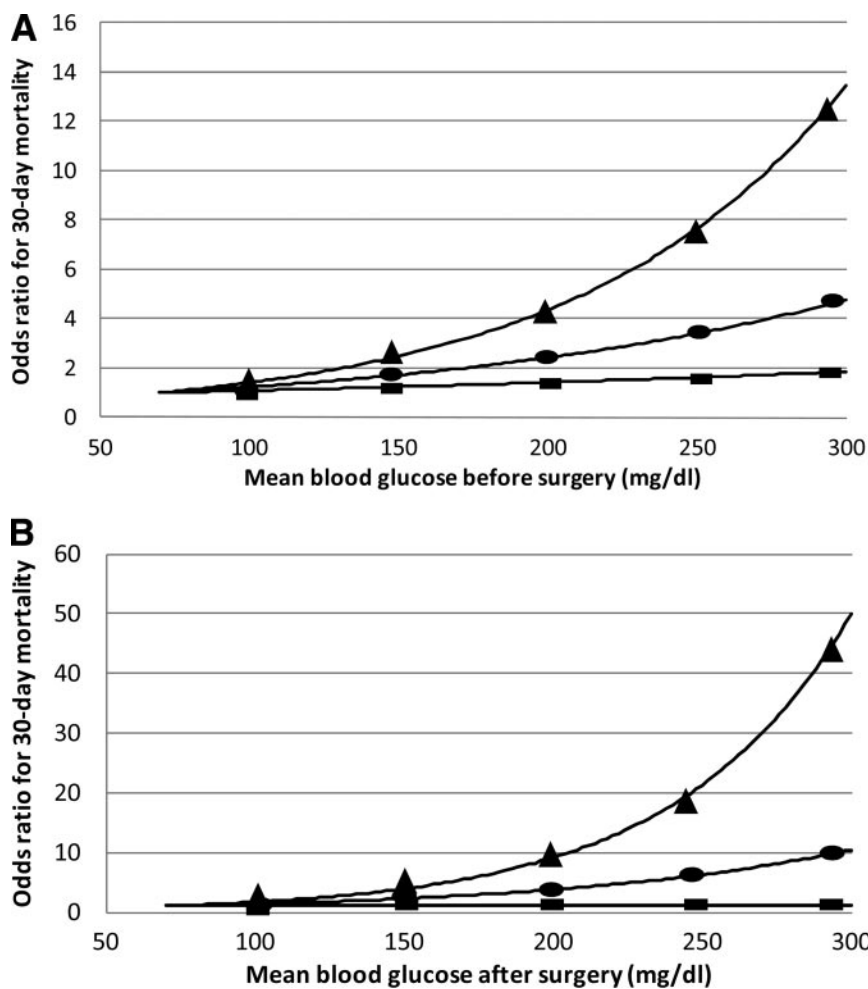 A
16
14
12
10
8
6
4
2
0
50 100 150 200 250 300
Mean blood glucose before surgery (mg/dl)
Odds ratio for 30-day mortality
B
60
50
40
30
20
10
0
50 100 150 200 250 300
Mean blood glucose after surgery (mg/dl)
Odds ratio for 30-day mortality